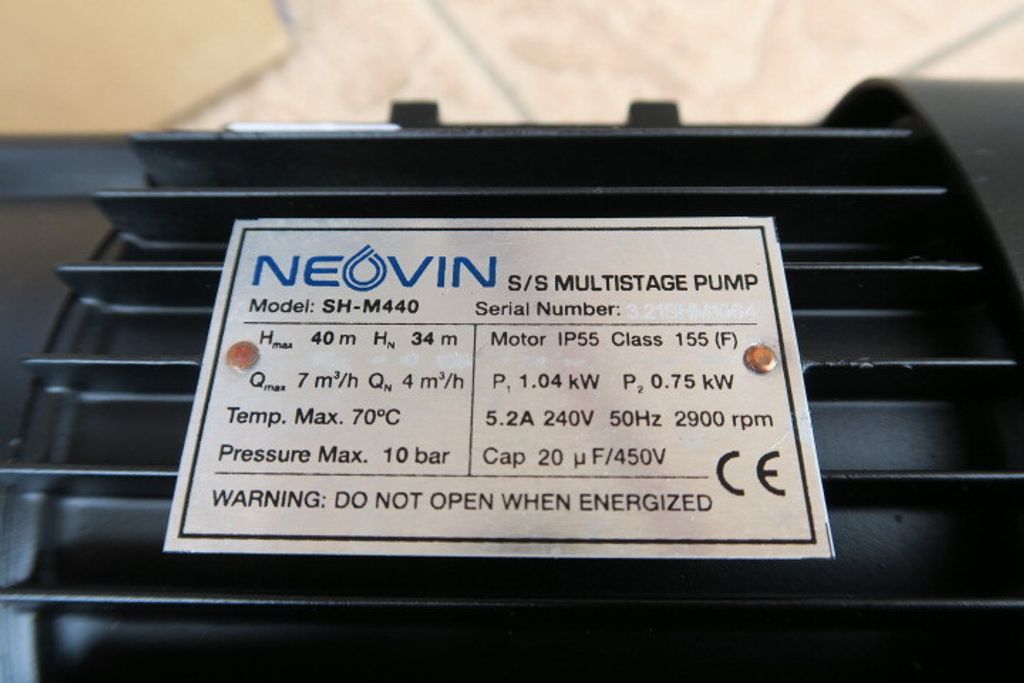 NEOVIN S/S MULTISTAGE PUMP
Model: SH-M440 Serial Number:
Hmax 40 m HN 34 m
Qmax 7 m³/h QN 4 m³/h
Temp. Max. 70ºC
Pressure Max. 10 bar
Motor IP55 Class 155 (F)
P₁ 1.04 kW P₂ 0.75 kW
5.2A 240V 50Hz 2900 rpm
Cap 20 µF/450V
CE
WARNING: DO NOT OPEN WHEN ENERGIZED